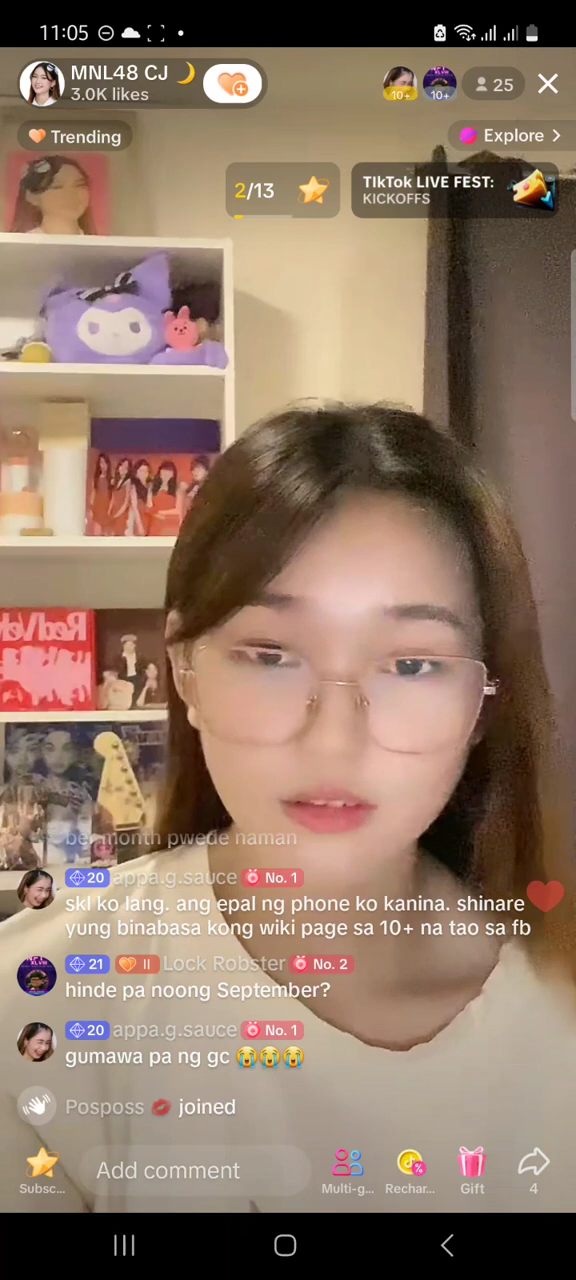 11:05
MNL48 CJ 🌙
3.0K likes
10+
10+
25
Trending
Explore >
2/13
TikTok LIVE FEST:
KICKOFFS
ber month pwede naman
20 appa.g.sauce No. 1
skl ko lang. ang epal ng phone ko kanina. shinare
yung binabasa kong wiki page sa 10+ na tao sa fb
21 II Lock Robster No. 2
hinde pa noong September?
20 appa.g.sauce No. 1
gumawa pa ng gc 😭😭😭
Posposs 💋 joined
Subsc...
Add comment
Multi-g...
Rechar...
Gift
4